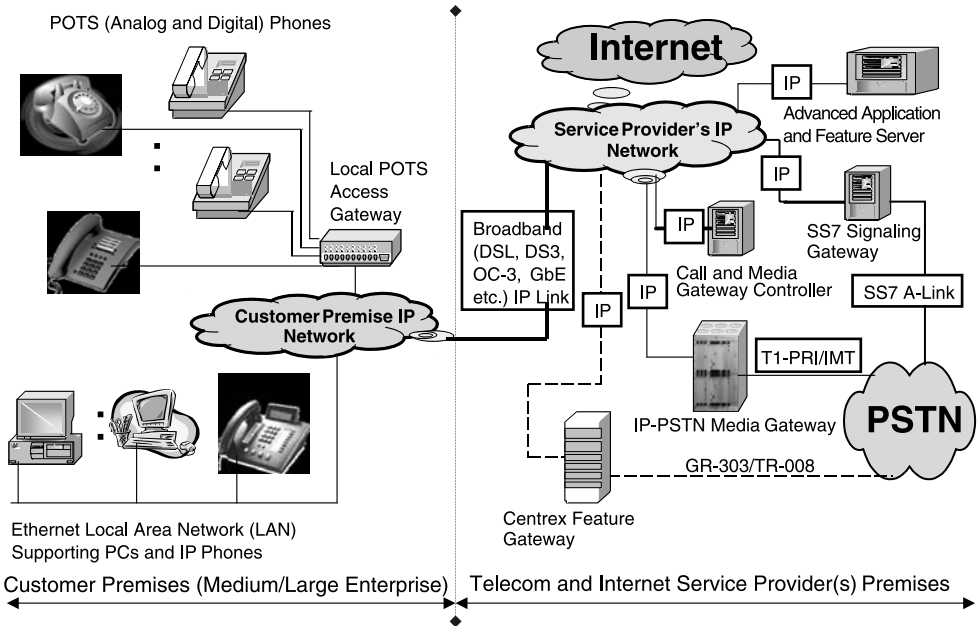 POTS (Analog and Digital) Phones
Local POTS
Access
Gateway
Customer Premise IP
Network
Ethernet Local Area Network (LAN)
Supporting PCs and IP Phones
Customer Premises (Medium/Large Enterprise)
Internet
Service Provider's IP
Network
IP
Advanced Application
and Feature Server
IP
SS7 Signaling
Gateway
Broadband
(DSL, DS3,
OC-3, GbE
etc.) IP Link
IP
Call and Media
Gateway Controller
IP
IP
SS7 A-Link
T1-PRI/IMT
IP-PSTN Media Gateway
PSTN
GR-303/TR-008
Centrex Feature
Gateway
Telecom and Internet Service Provider(s) Premises